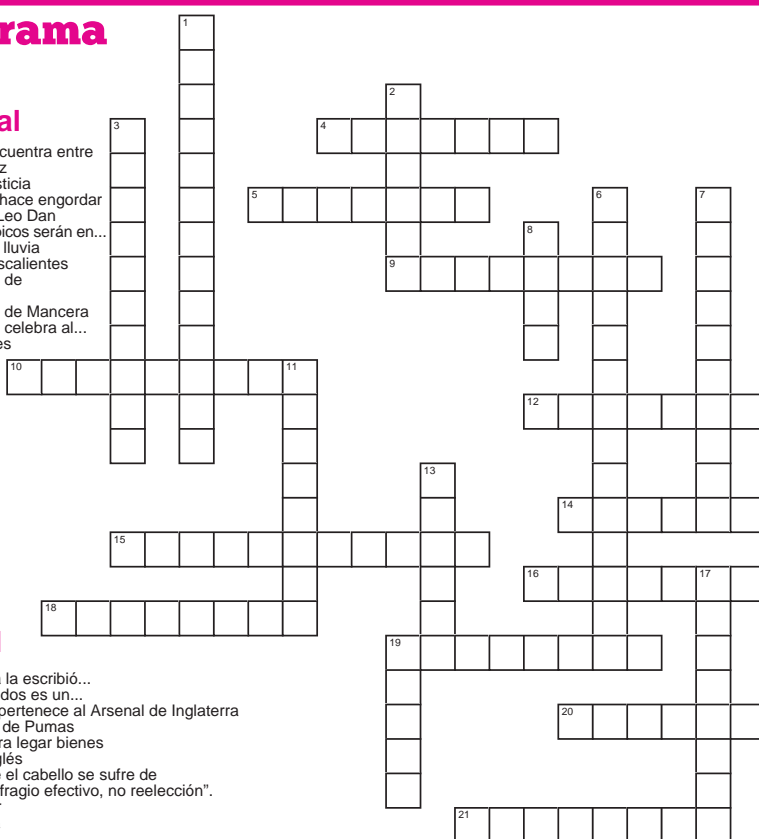 rama
al
cuentra entre
z
sticia
hace engordar
Leo Dan
picos serán en...
lluvia
scalientes
de
de Mancera
celebra al...
es
a la escribió...
dos es un...
pertenece al Arsenal de Inglaterra
de Pumas
ra legar bienes
glés
e el cabello se sufre de
fragio efectivo, no reelección”.
1
2
3
4
5
6
7
8
9
10
11
12
13
14
15
16
17
18
19
20
21